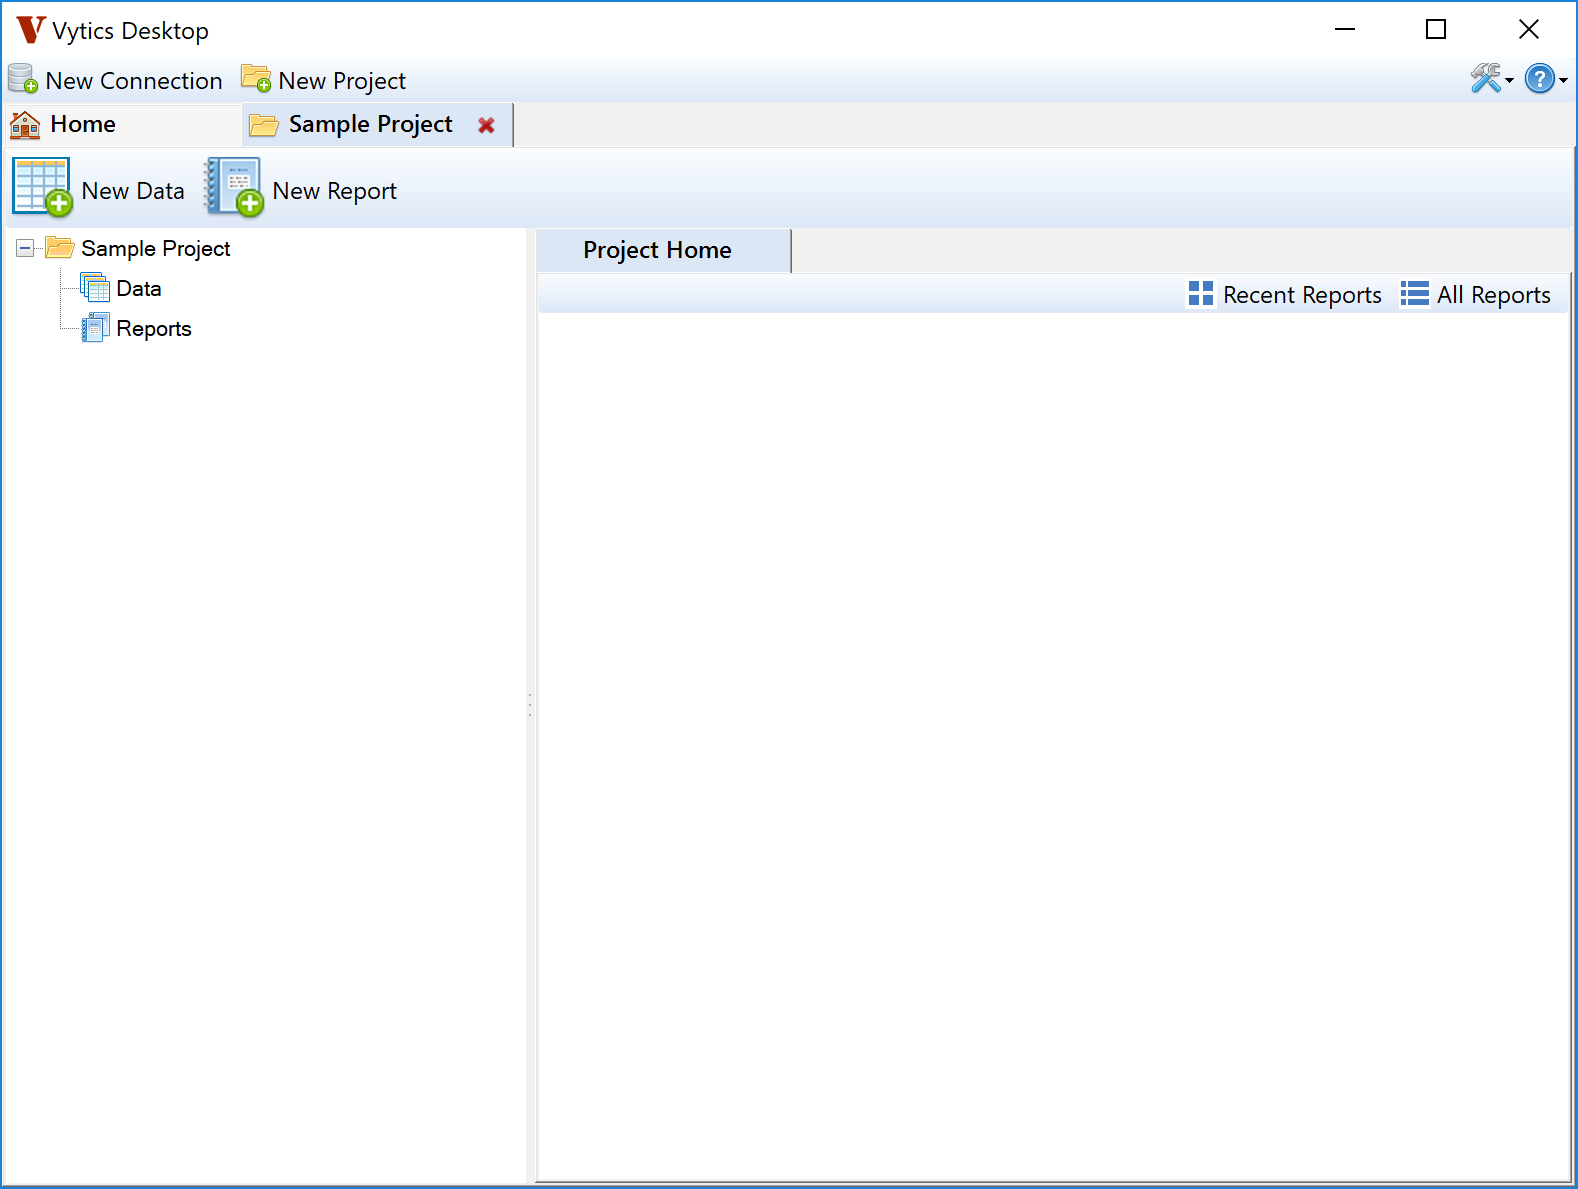 Vytics Desktop
New Connection New Project
Home Sample Project
New Data New Report
Sample Project
Data
Reports
Project Home
Recent Reports All Reports